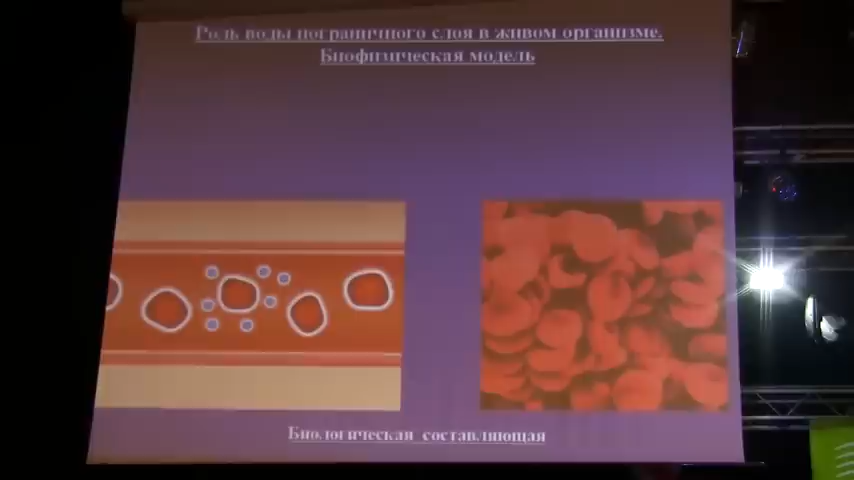 Роль воды пограничного слоя в живом организме.
Биофизическая модель
Биологическая составляющая